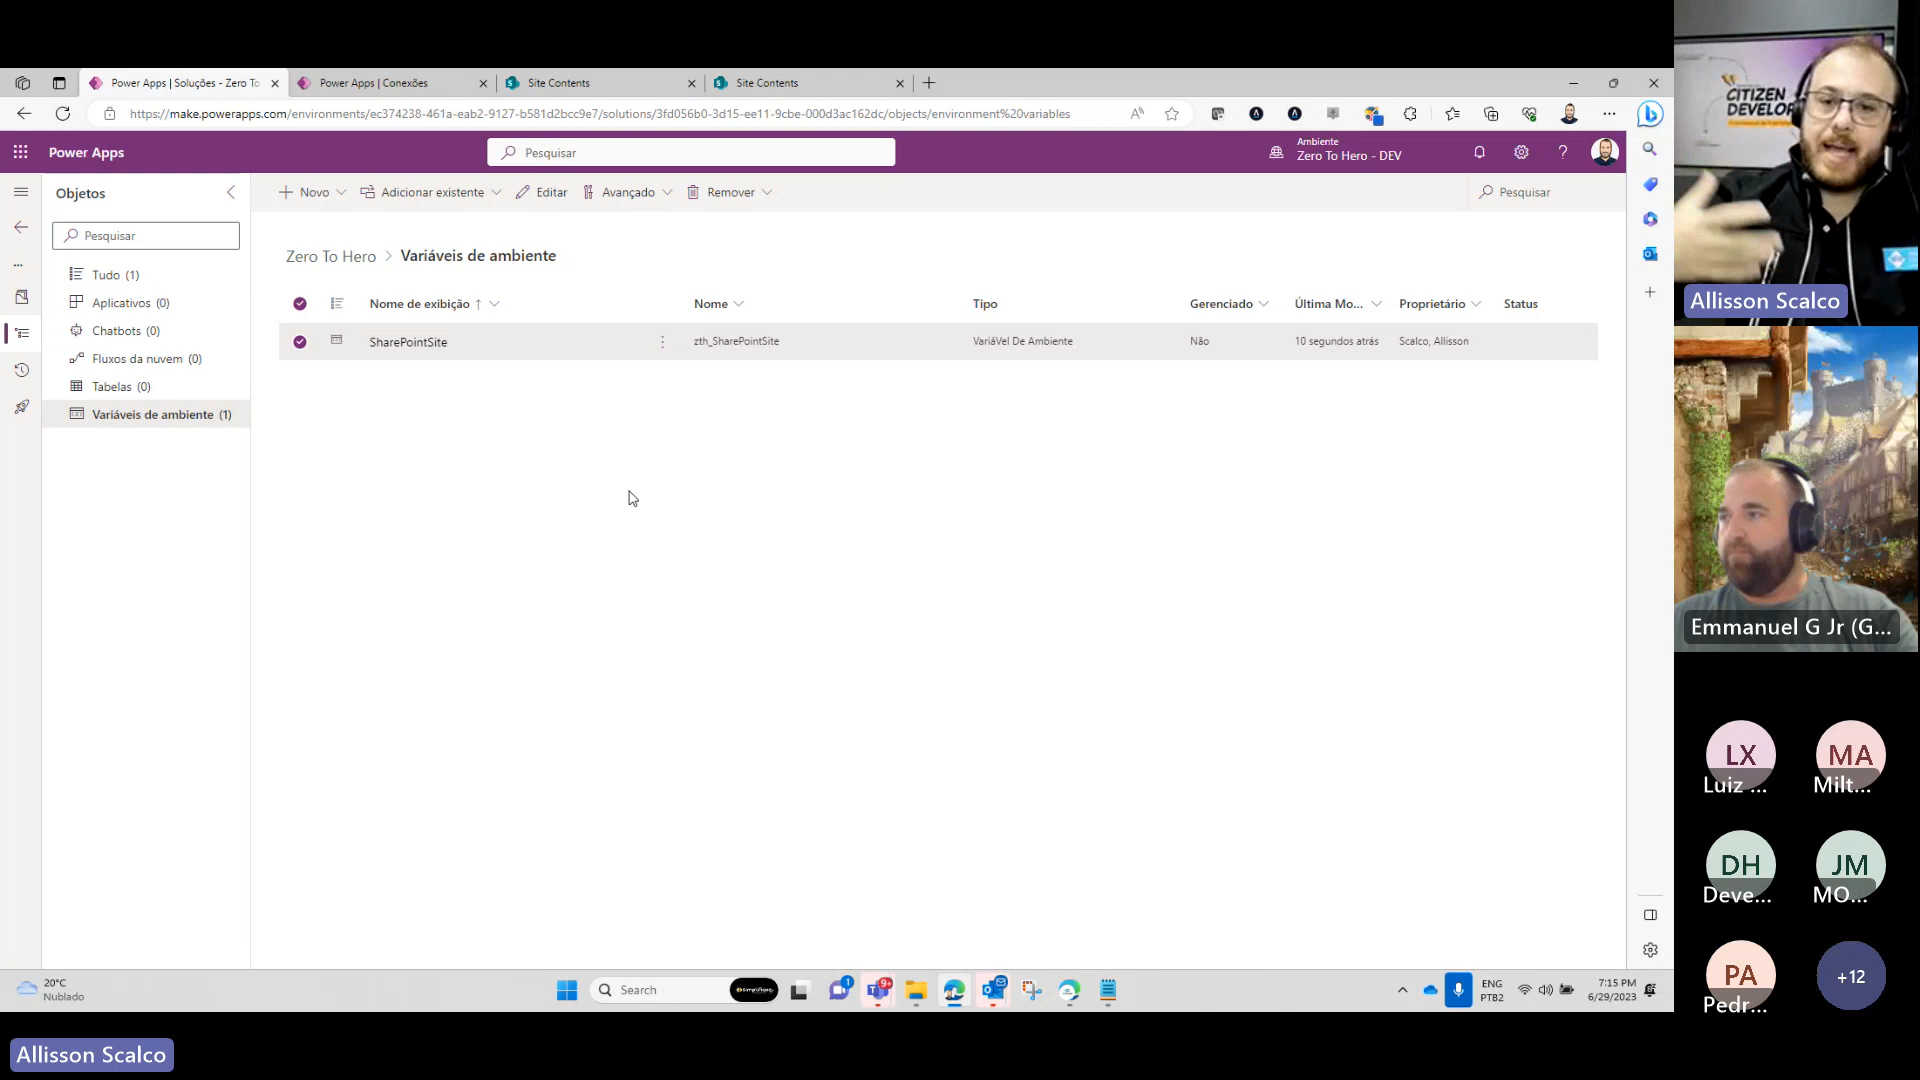 Power Apps | Soluções - Zero To
Power Apps | Conexões
Site Contents
Site Contents
https://make.powerapps.com/environments/ec374238-461a-eab2-9127-b581d2bcc9e7/solutions/3fd056b0-3d15-ee11-9cbe-000d3ac162dc/objects/environment%20variables
Power Apps
Pesquisar
Ambiente
Zero To Hero - DEV
Objetos
Novo
Adicionar existente
Editar
Avançado
Remover
Pesquisar
Pesquisar
Tudo (1)
Aplicativos (0)
Chatbots (0)
Fluxos da nuvem (0)
Tabelas (0)
Variáveis de ambiente (1)
Zero To Hero > Variáveis de ambiente
Nome de exibição ↑ Nome Tipo Gerenciado Última Mo... Proprietário Status
SharePointSite zth_SharePointSite VariáVel De Ambiente Não 10 segundos atrás Scalco, Allisson
20°C
Nublado
Search
1
9+
ENG
PTB2
7:15 PM
6/29/2023
Allisson Scalco
CITIZEN
DEVELOP
Allisson Scalco
Emmanuel G Jr (G...
LX
Luiz ...
MA
Milt...
DH
Deve...
JM
MO...
PA
Pedr...
+12